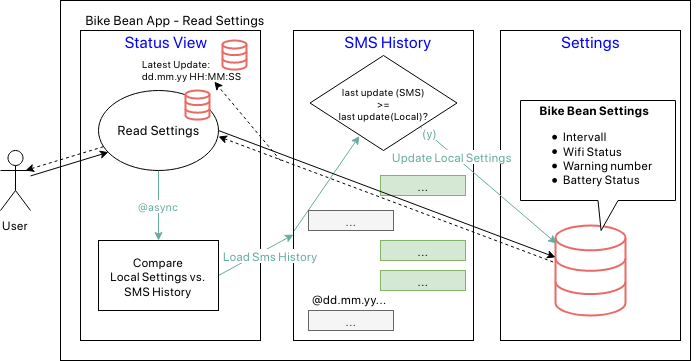 Bike Bean App - Read Settings
Status View
Latest Update:
dd.mm.yy HH:MM:SS
Read Settings
User
@async
Compare
Local Settings vs.
SMS History
Load Sms History
SMS History
last update (SMS)
>=
last update(Local)?
(y)
Update Local Settings
...
...
...
...
@dd.mm.yy...
...
Settings
Bike Bean Settings
• Intervall
• Wifi Status
• Warning number
• Battery Status